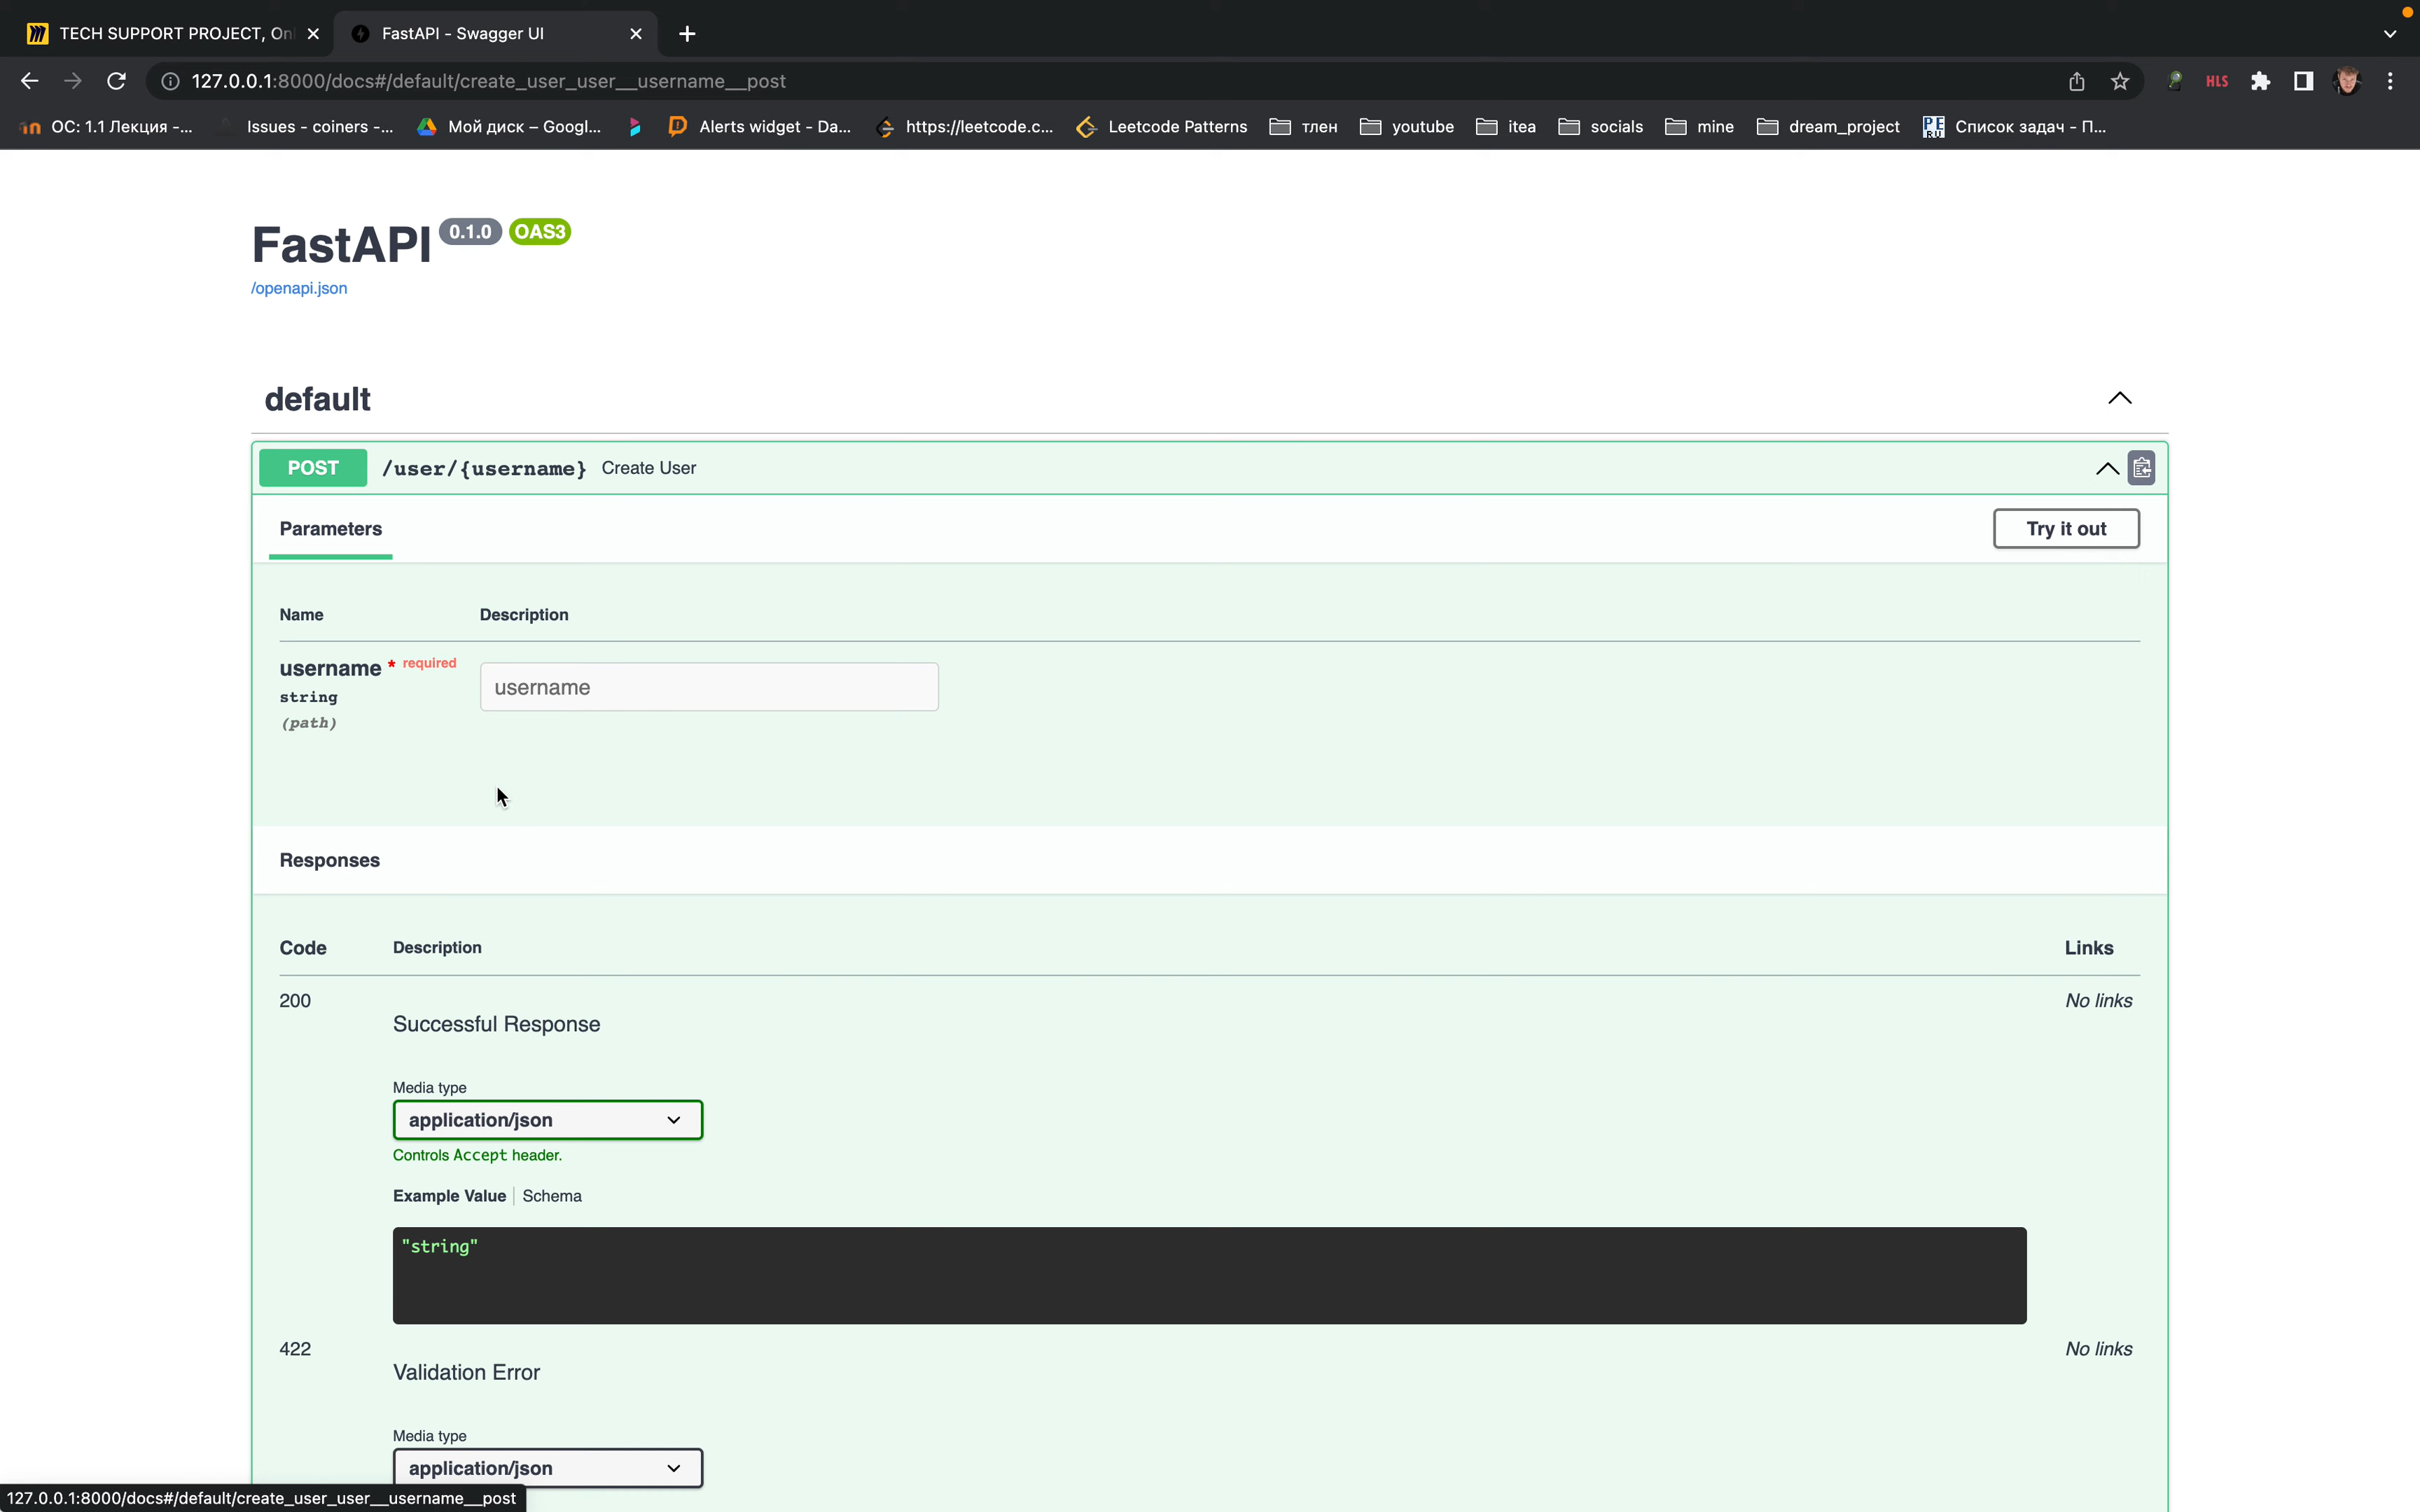 TECH SUPPORT PROJECT, Onl
FastAPI - Swagger UI
127.0.0.1:8000/docs#/default/create_user_user__username__post
HLS
ОС: 1.1 Лекция -...
Issues - coiners -...
Мой диск – Googl...
Alerts widget - Da...
https://leetcode.c...
Leetcode Patterns
тлен
youtube
itea
socials
mine
dream_project
Список задач - П...
FastAPI 0.1.0 OAS3
/openapi.json
default
POST /user/{username} Create User
Parameters
Try it out
Name Description
username * required
string
(path)
username
Responses
Code Description Links
200 No links
Successful Response
Media type
application/json
Controls Accept header.
Example Value Schema
"string"
422 No links
Validation Error
Media type
application/json
127.0.0.1:8000/docs#/default/create_user_user__username__post